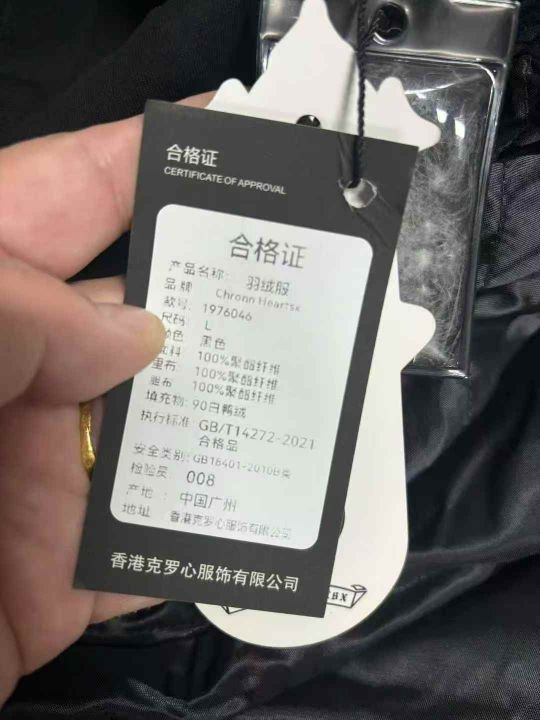 合格证
CERTIFICATE OF APPROVAL
合格证
产品名称: 羽绒服
品牌 Chronn Heartsx
款号: 1976046
尺码: L
颜色 黑色
料 100%聚酯纤维
里布: 100%聚酯纤维
布 100%聚酯纤维
填充物: 90白鸭绒
执行标准 GB/T14272-2021
合格品
安全类别: GB18401-2010B类
检验员 008
产地: 中国广州
地址: 香港克罗心服饰有限公司
香港克罗心服饰有限公司